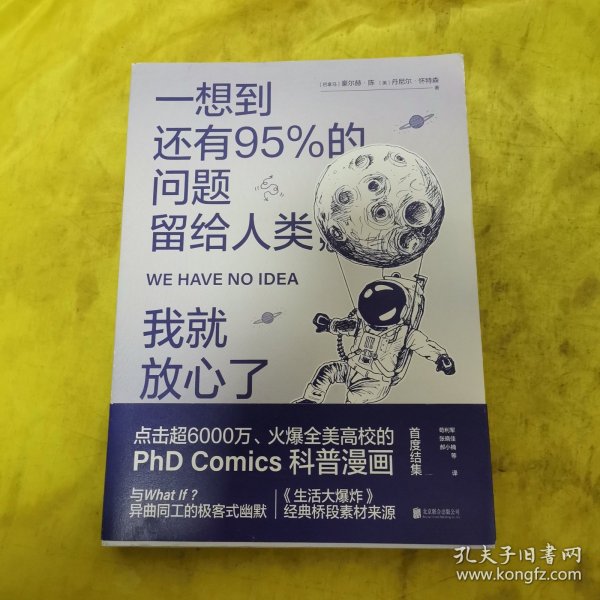 [巴拿马] 豪尔赫·陈 [美] 丹尼尔·怀特森
著
一想到
还有95%的
问题
留给人类，
WE HAVE NO IDEA
我就
放心了
点击超6000万、火爆全美高校的
PhD Comics 科普漫画
首度结集
苟利军
张晓佳
郝小楠
等
译
与What If?
异曲同工的极客式幽默
《生活大爆炸》
经典桥段素材来源
北京联合出版公司
孔夫子旧书网
www.kongfz.com